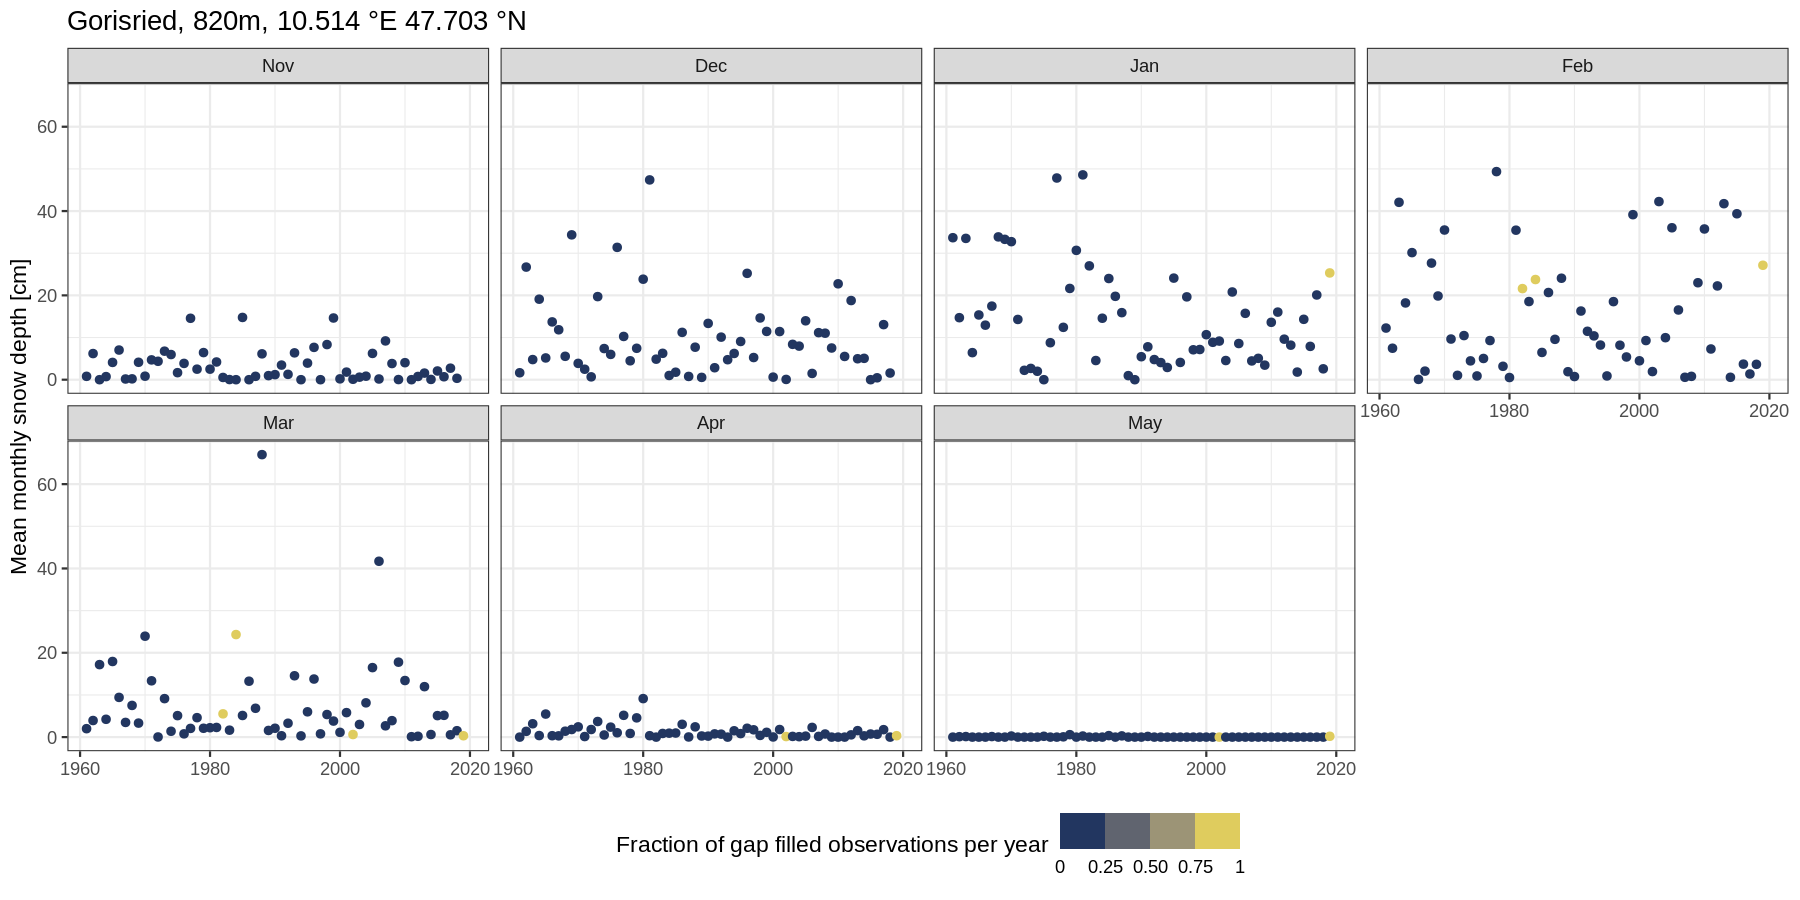 Gorisried, 820m, 10.514 °E 47.703 °N
Nov
Dec
Jan
Feb
60
40
20
0
1960 1980 2000 2020
Mar
Apr
May
60
40
20
0
1960 1980 2000 2020
1960 1980 2000 2020
1960 1980 2000 2020
Mean monthly snow depth [cm]
Fraction of gap filled observations per year
0 0.25 0.50 0.75 1